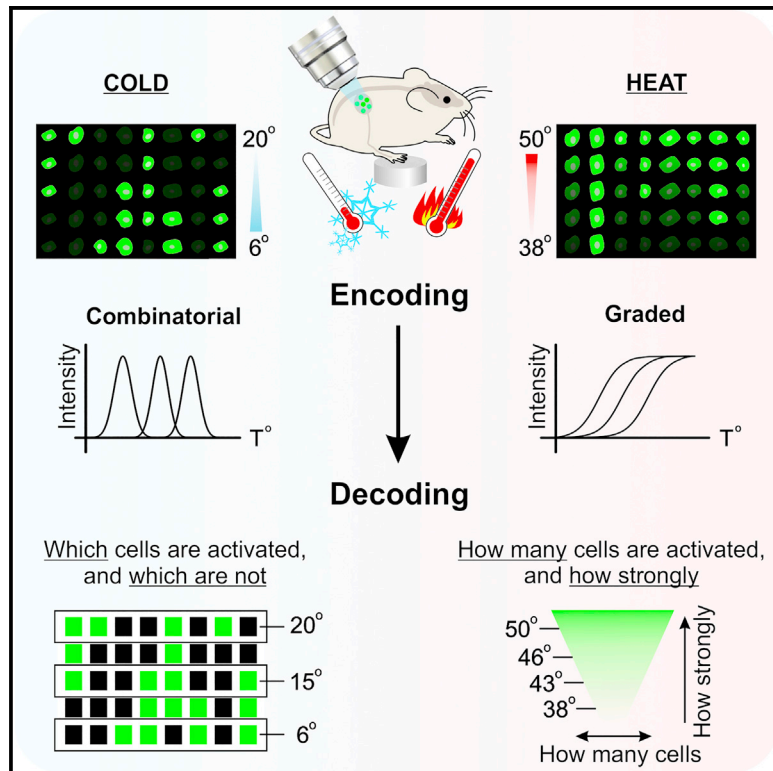 COLD
HEAT
20°
6°
50°
38°
Encoding
Combinatorial
Intensity
T°
Graded
Intensity
T°
Decoding
Which cells are activated,
and which are not
20°
15°
6°
How many cells are activated,
and how strongly
50°
46°
43°
38°
How strongly
How many cells